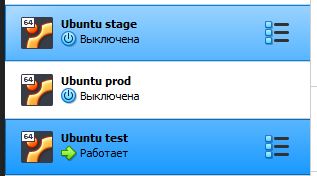 64
Ubuntu stage
Выключена
64
Ubuntu prod
Выключена
64
Ubuntu test
Работает